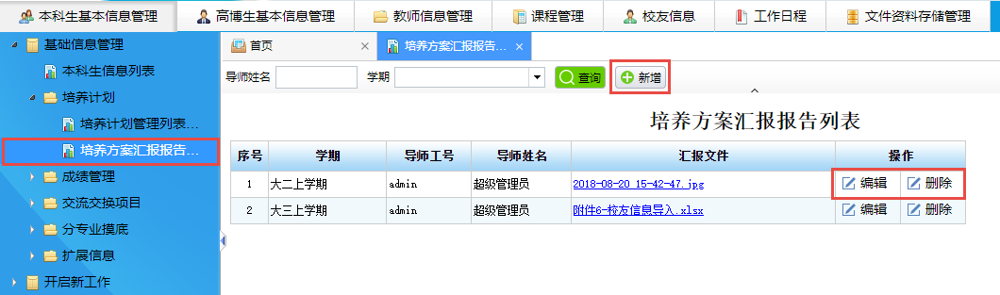 本科生基本信息管理 高博生基本信息管理 教师信息管理 课程管理 校友信息 工作日程 文件资料存储管理
基础信息管理
本科生信息列表
培养计划
培养计划管理列表...
培养方案汇报报告...
成绩管理
交流交换项目
分专业摸底
扩展信息
开启新工作
首页 培养方案汇报报告...
导师姓名 学期 查询 新增
培养方案汇报报告列表
序号 学期 导师工号 导师姓名 汇报文件 操作
1 大二上学期 admin 超级管理员 2018-08-20 15-42-47.jpg 编辑 删除
2 大三上学期 admin 超级管理员 附件6-校友信息导入.xlsx 编辑 删除